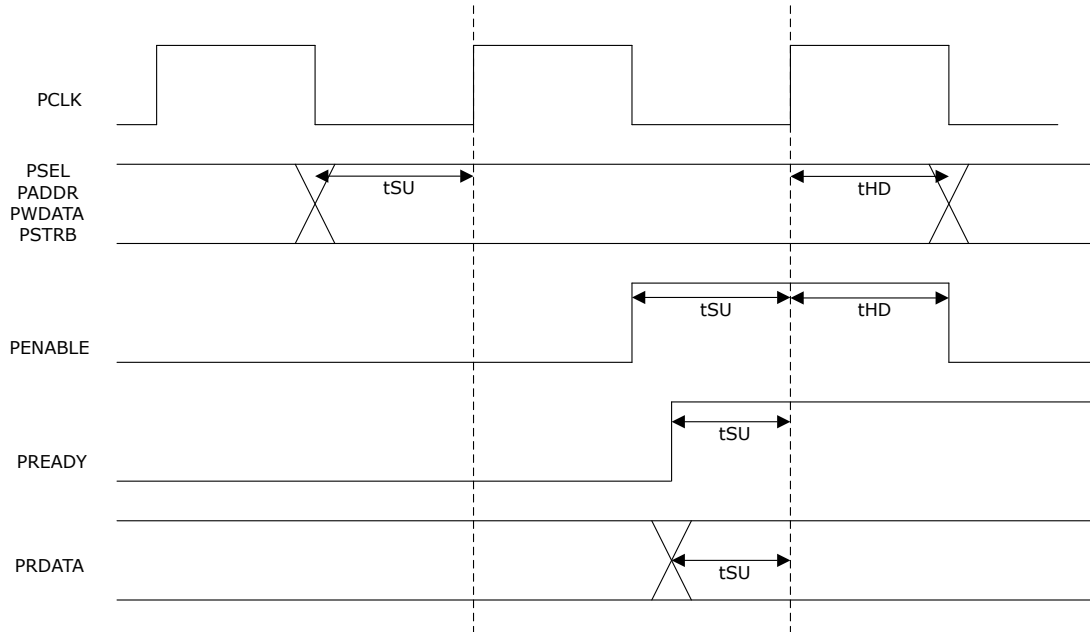 PCLK
PSEL
PADDR
PWDATA
PSTRB
tSU
tHD
PENABLE
tSU
tHD
PREADY
tSU
PRDATA
tSU